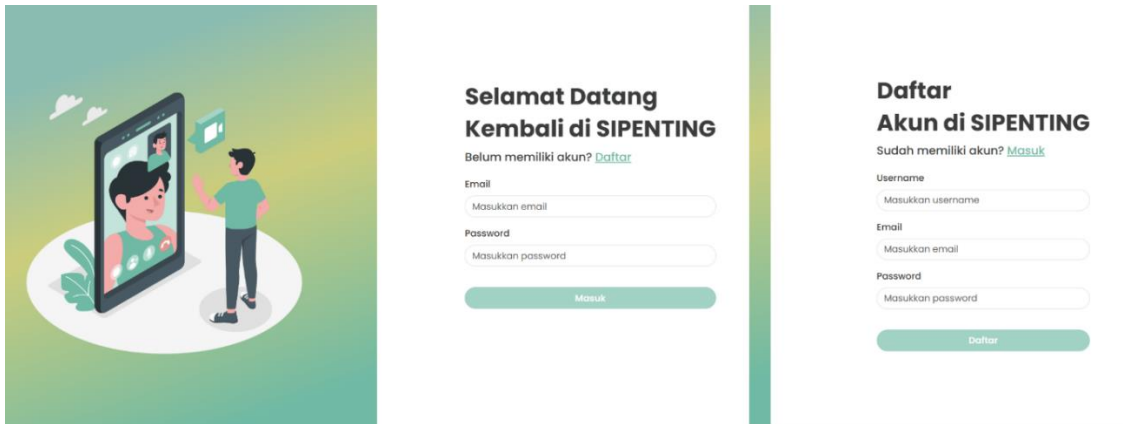 Selamat Datang
Kembali di SIPENTING
Belum memiliki akun? Daftar
Email
Masukkan email
Password
Masukkan password
Masuk
Daftar
Akun di SIPENTING
Sudah memiliki akun? Masuk
Username
Masukkan username
Email
Masukkan email
Password
Masukkan password
Daftar